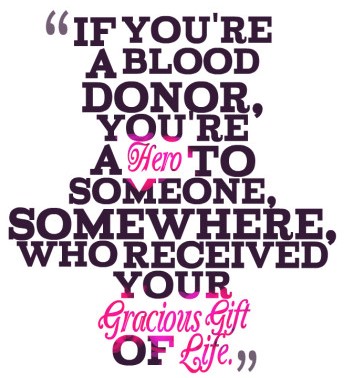 “IF YOU'RE
A BLOOD
DONOR,
YOU'RE
A Hero TO
SOMEONE,
SOMEWHERE,
WHO RECEIVED
YOUR
Gracious Gift
OF Life.”